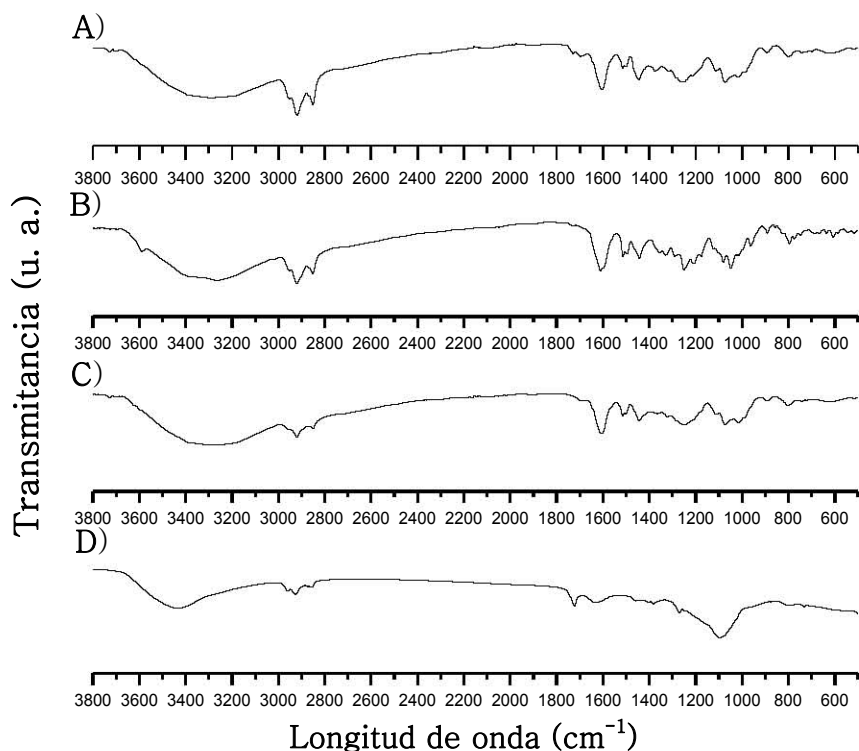 A)
3800 3600 3400 3200 3000 2800 2600 2400 2200 2000 1800 1600 1400 1200 1000 800 600
B)
3800 3600 3400 3200 3000 2800 2600 2400 2200 2000 1800 1600 1400 1200 1000 800 600
C)
3800 3600 3400 3200 3000 2800 2600 2400 2200 2000 1800 1600 1400 1200 1000 800 600
D)
3800 3600 3400 3200 3000 2800 2600 2400 2200 2000 1800 1600 1400 1200 1000 800 600
Transmitancia (u. a.)
Longitud de onda (cm⁻¹)